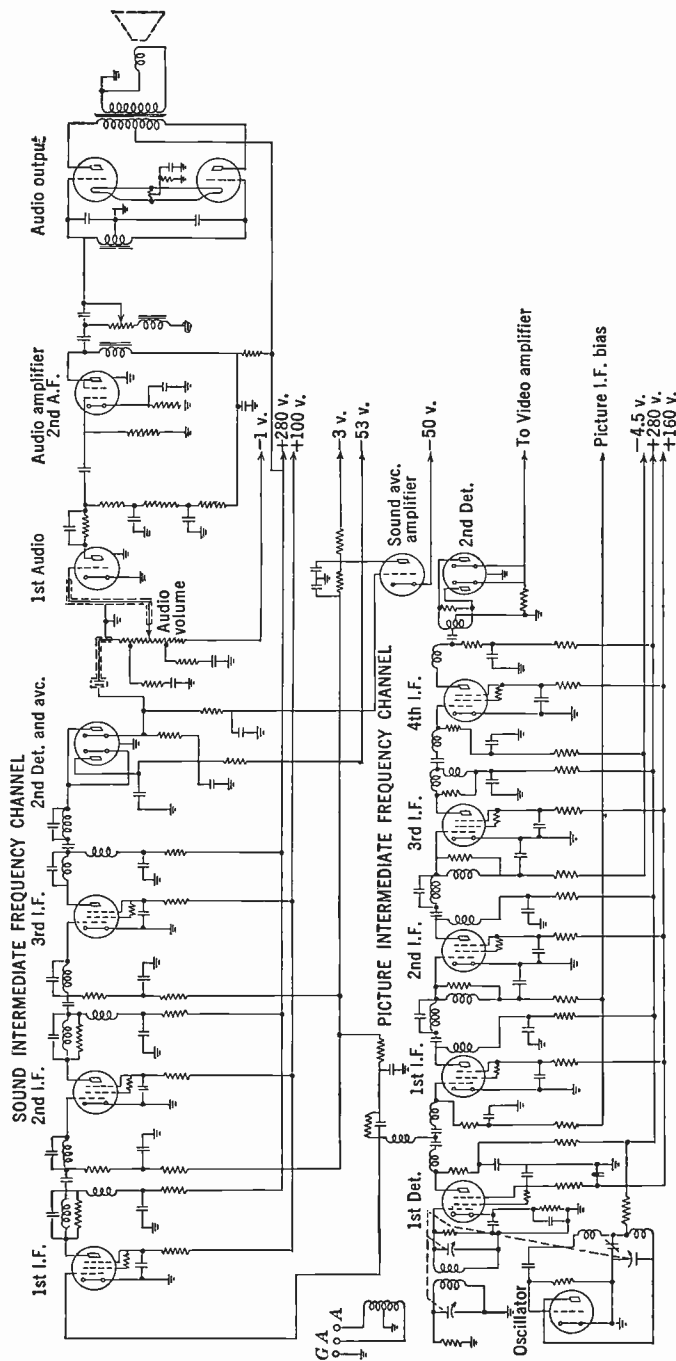 SOUND INTERMEDIATE FREQUENCY CHANNEL
1st I.F.
2nd I.F.
3rd I.F.
2nd Det. and avc.
1st Audio
Audio
volume
Audio amplifier
2nd A.F.
Audio output
-1 v.
+280 v.
+100 v.
-3 v.
-53 v.
Sound avc.
amplifier
-50 v.
PICTURE INTERMEDIATE FREQUENCY CHANNEL
G A A
Oscillator
1st Det.
1st I.F.
2nd I.F.
3rd I.F.
4th I.F.
2nd Det.
To Video amplifier
Picture I.F. bias
-4.5 v.
+280 v.
+160 v.